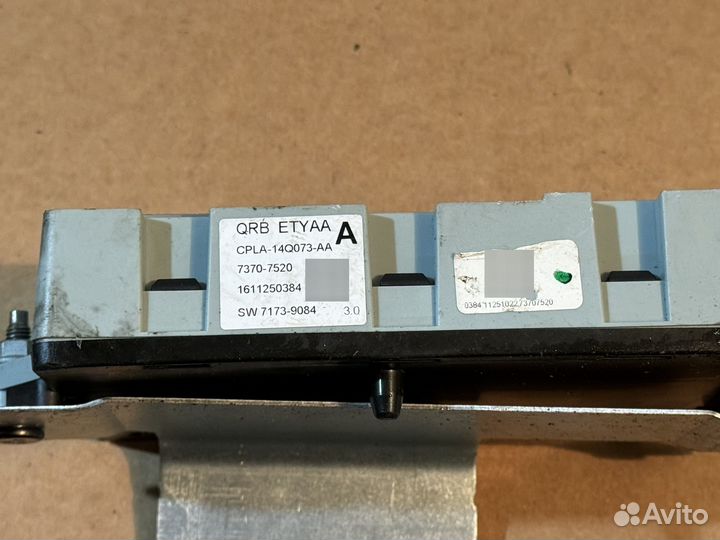 QRB ETYAA A
CPLA-14Q073-AA
7370-7520
1611250384
SW 7173-9084 3.0
0384 1125102273707520
Avito